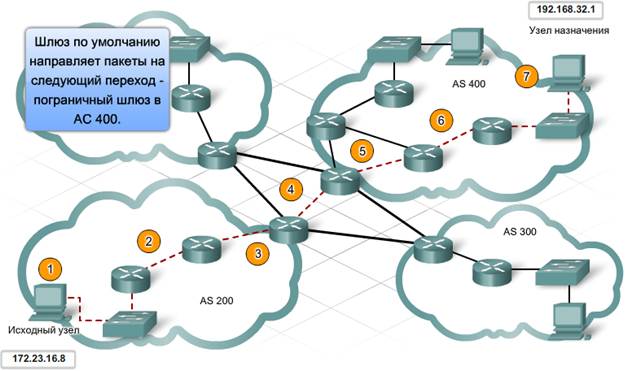 Шлюз по умолчанию
направляет пакеты на
следующий переход -
пограничный шлюз в
АС 400.
192.168.32.1
Узел назначения
AS 400
7
6
5
4
3
2
1
AS 200
AS 300
Исходный узел
172.23.16.8